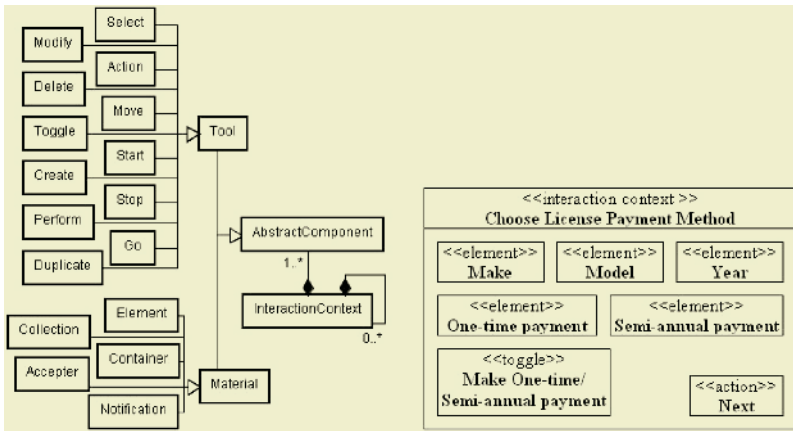 Select
Modify
Action
Delete
Move
Toggle
Tool
Start
Create
Stop
Perform
Go
Duplicate
AbstractComponent
1..*
InteractionContext
0..*
Element
Collection
Container
Accepter
Material
Notification
<<interaction context >>
Choose License Payment Method
<<element>>
Make
<<element>>
Model
<<element>>
Year
<<element>>
One-time payment
<<element>>
Semi-annual payment
<<toggle>>
Make One-time/
Semi-annual payment
<<action>>
Next